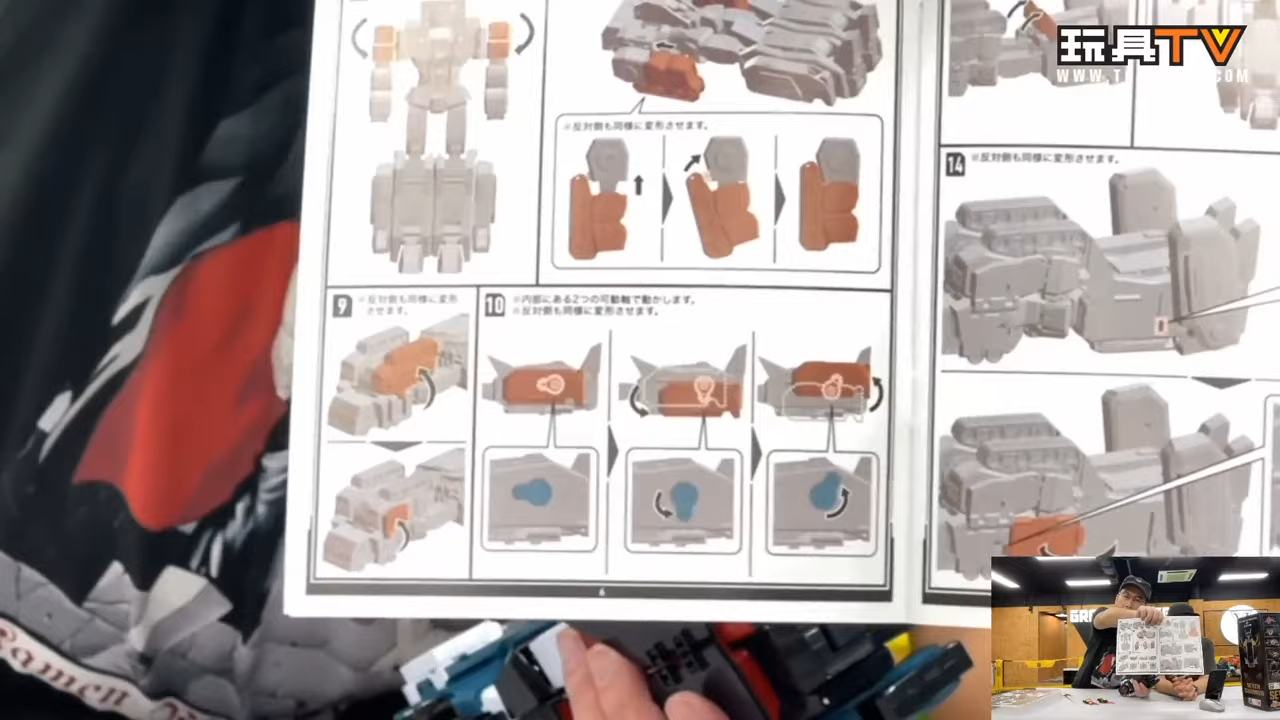 玩具TV
※反対側も同様に変形させます。
14
※反対側も同様に変形させます。
9
※反対側も同様に変形
させます。
10
※内部にある2つの可動軸で動かします。
※反対側も同様に変形させます。
6